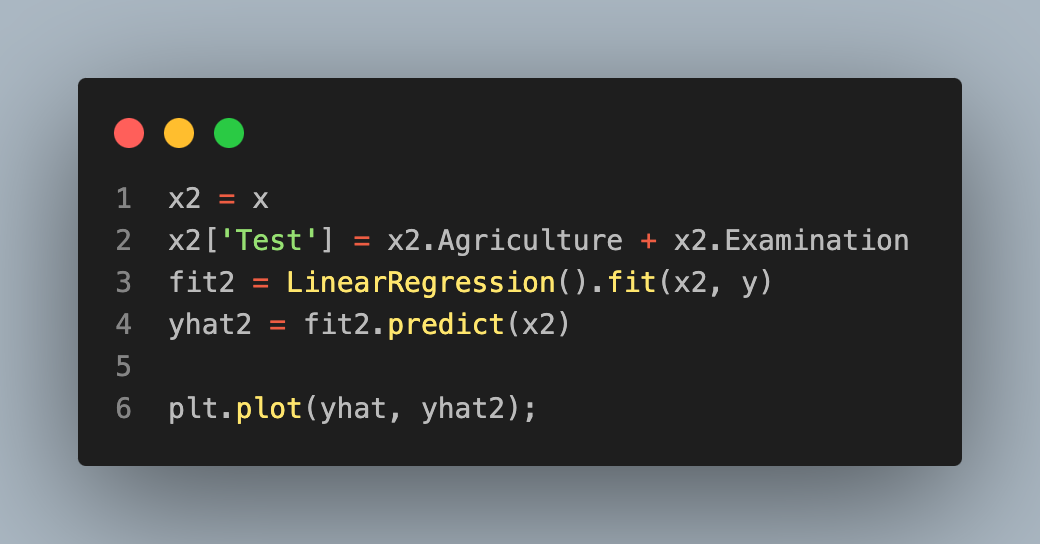 1 x2 = x
2 x2['Test'] = x2.Agriculture + x2.Examination
3 fit2 = LinearRegression().fit(x2, y)
4 yhat2 = fit2.predict(x2)
5
6 plt.plot(yhat, yhat2);